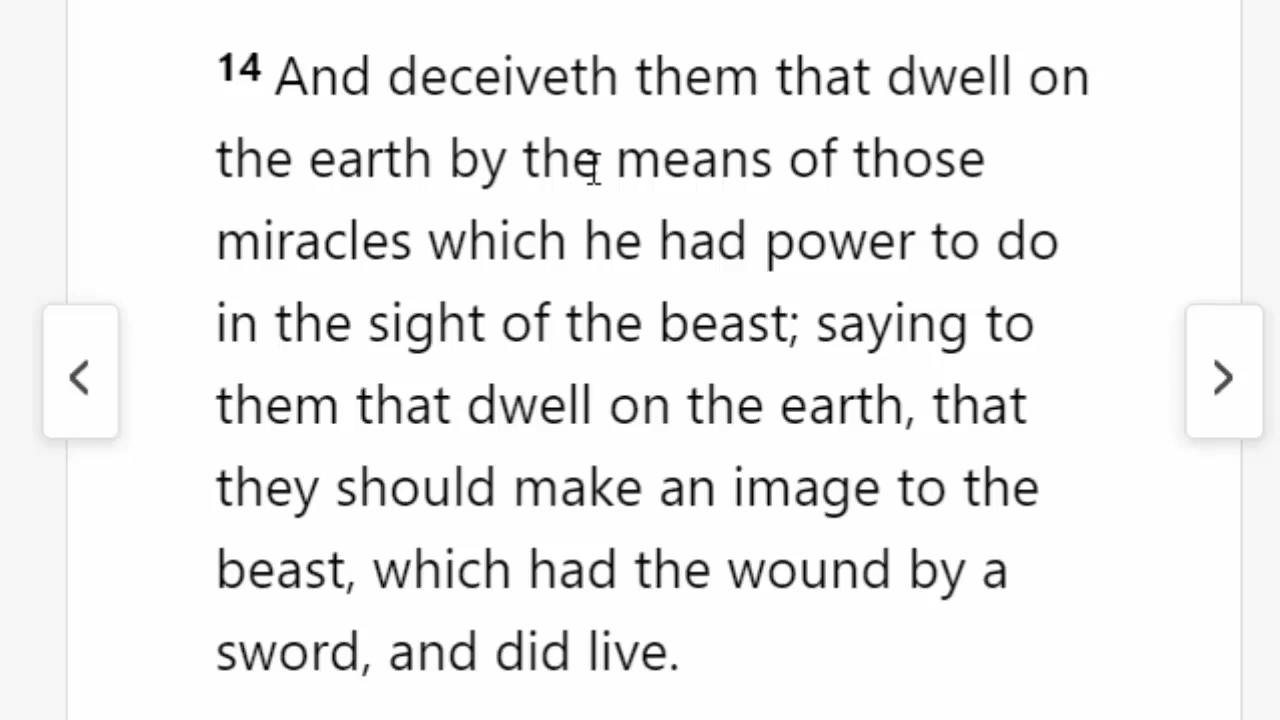 14 And deceiveth them that dwell on
the earth by the means of those
miracles which he had power to do
in the sight of the beast; saying to
them that dwell on the earth, that
they should make an image to the
beast, which had the wound by a
sword, and did live.